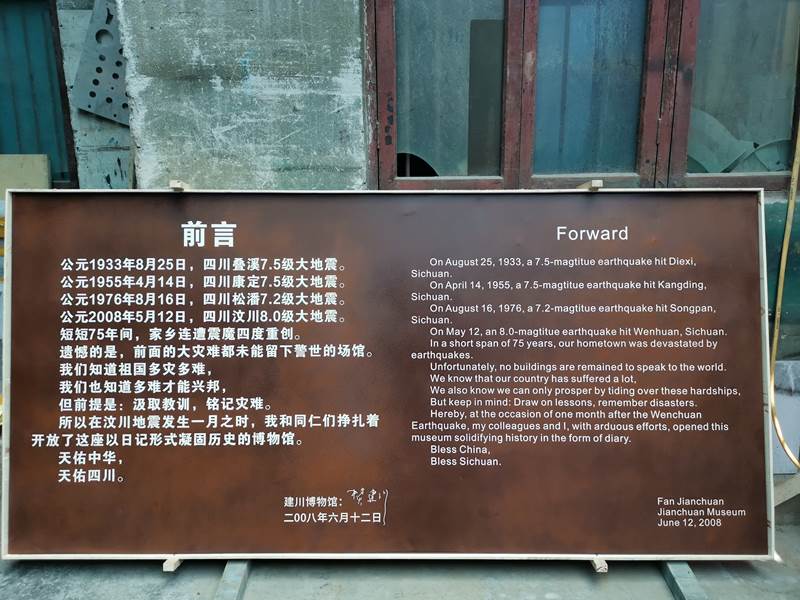 前言
公元1933年8月25日，四川叠溪7.5级大地震。
公元1955年4月14日，四川康定7.5级大地震。
公元1976年8月16日，四川松潘7.2级大地震。
公元2008年5月12日，四川汶川8.0级大地震。
短短75年间，家乡连遭震魔四度重创。
遗憾的是，前面的大灾难都未能留下警世的场馆。
我们知道祖国多灾多难，
我们也知道多难才能兴邦，
但前提是：汲取教训，铭记灾难。
所以在汶川地震发生一月之时，我和同仁们挣扎着
开放了这座以日记形式凝固历史的博物馆。
天佑中华，
天佑四川。
建川博物馆：樊建川
二00八年六月十二日
Forward
On August 25, 1933, a 7.5-magtitue earthquake hit Diexi,
Sichuan.
On April 14, 1955, a 7.5-magtitue earthquake hit Kangding,
Sichuan.
On August 16, 1976, a 7.2-magtitue earthquake hit Songpan,
Sichuan.
On May 12, an 8.0-magtitue earthquake hit Wenhuan, Sichuan.
In a short span of 75 years, our hometown was devastated by
earthquakes.
Unfortunately, no buildings are remained to speak to the world.
We know that our country has suffered a lot,
We also know we can only prosper by tiding over these hardships,
But keep in mind: Draw on lessons, remember disasters.
Hereby, at the occasion of one month after the Wenchuan
Earthquake, my colleagues and I, with arduous efforts, opened this
museum solidifying history in the form of diary.
Bless China,
Bless Sichuan.
Fan Jianchuan
Jianchuan Museum
June 12, 2008